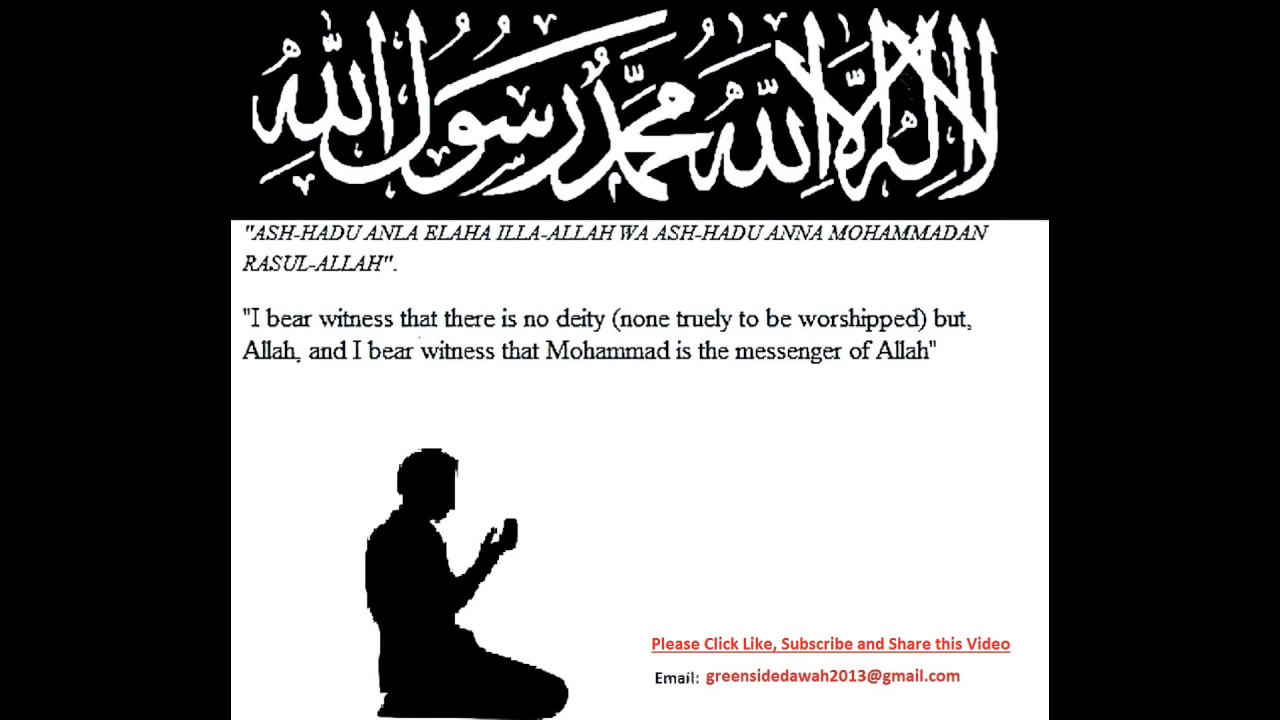 لا إله إلا الله محمد رسول الله
"ASH-HADU ANLA ELAHA ILLA-ALLAH WA ASH-HADU ANNA MOHAMMADAN
RASUL-ALLAH".
"I bear witness that there is no deity (none truely to be worshipped) but,
Allah, and I bear witness that Mohammad is the messenger of Allah"
Please Click Like, Subscribe and Share this Video
Email: greensidedawah2013@gmail.com